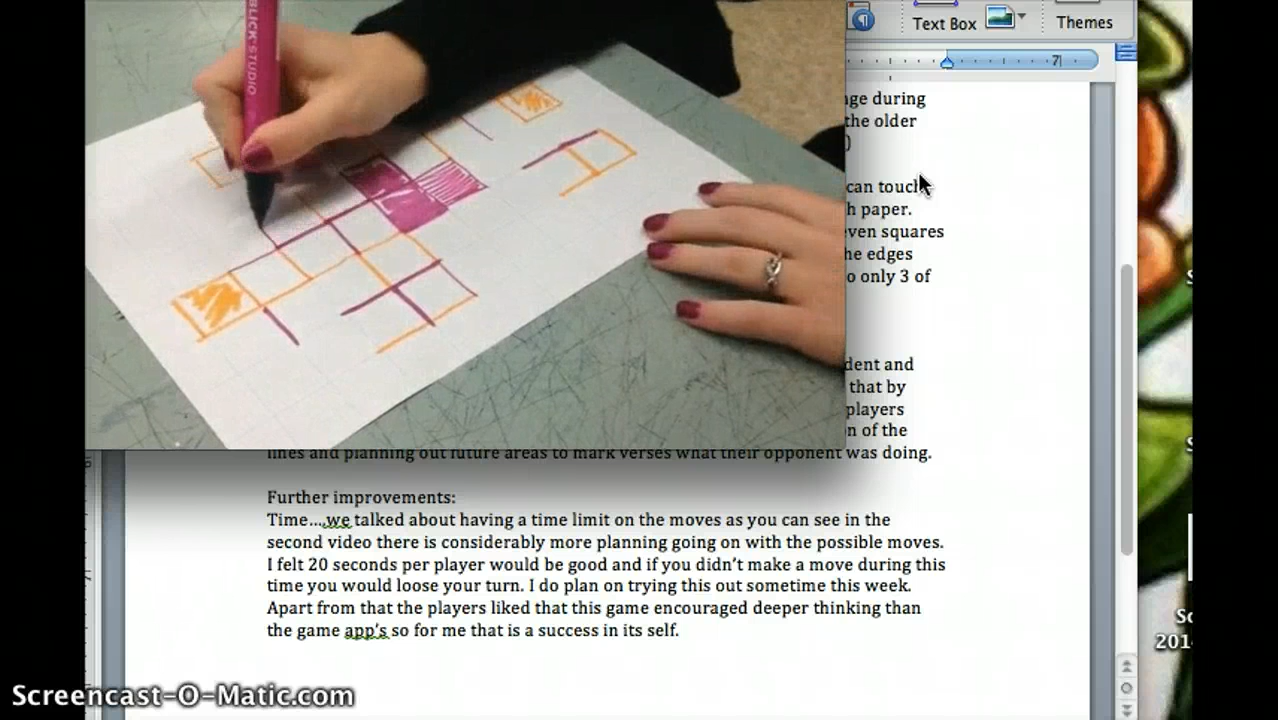 BLICK STUDIO
Text Box
Themes
7
nge during
the older
)
can touch
h paper.
even squares
he edges
o only 3 of
dent and
that by
players
n of the
lines and planning out future areas to mark verses what their opponent was doing.
Further improvements:
Time...,we talked about having a time limit on the moves as you can see in the
second video there is considerably more planning going on with the possible moves.
I felt 20 seconds per player would be good and if you didn't make a move during this
time you would loose your turn. I do plan on trying this out sometime this week.
Apart from that the players liked that this game encouraged deeper thinking than
the game app's so for me that is a success in its self.
Sc
2014
Screencast-O-Matic.com